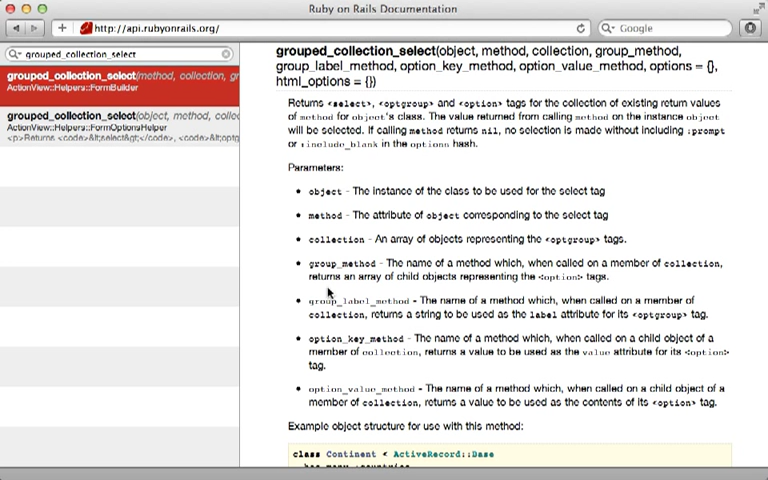 Ruby on Rails Documentation
http://api.rubyonrails.org/
Google
grouped_collection_select
grouped_collection_select(object, method, collection, group_method,
group_label_method, option_key_method, option_value_method, options = {},
html_options = {})
grouped_collection_select(method, collection, gr
ActionView::Helpers::FormBuilder
grouped_collection_select(object, method, colle
ActionView::Helpers::FormOptionsHelper
<p>Returns <code>&lt;select&gt;</code>, <code>&lt;optg
Returns <select>, <optgroup> and <option> tags for the collection of existing return values
of method for object's class. The value returned from calling method on the instance object
will be selected. If calling method returns nil, no selection is made without including :prompt
or :include_blank in the options hash.
Parameters:
• object - The instance of the class to be used for the select tag
• method - The attribute of object corresponding to the select tag
• collection - An array of objects representing the <optgroup> tags.
• group_method - The name of a method which, when called on a member of collection,
returns an array of child objects representing the <option> tags.
• group_label_method - The name of a method which, when called on a member of
collection, returns a string to be used as the label attribute for its <optgroup> tag.
• option_key_method - The name of a method which, when called on a child object of a
member of collection, returns a value to be used as the value attribute for its <option>
tag.
• option_value_method - The name of a method which, when called on a child object of a
member of collection, returns a value to be used as the contents of its <option> tag.
Example object structure for use with this method:
class Continent < ActiveRecord::Base
has_many :countries